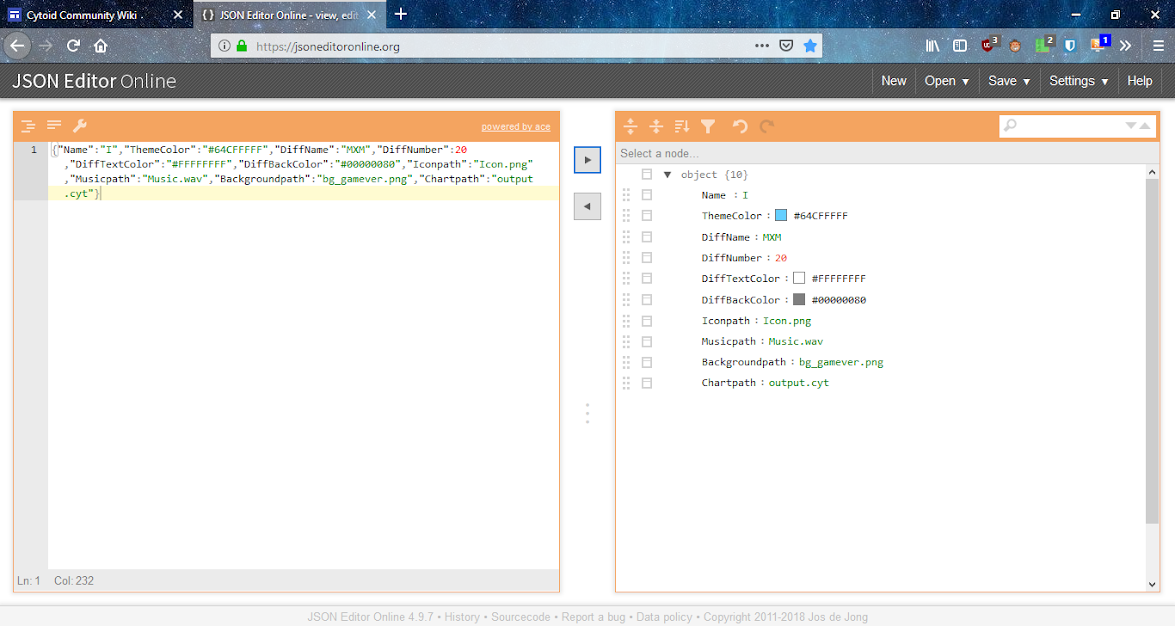 Cytoid Community Wiki .
{ } JSON Editor Online - view, edit
https://jsoneditoronline.org
3
2
1
JSON Editor Online
New Open ▼ Save ▼ Settings ▼ Help
powered by ace
1 {"Name":"I","ThemeColor":"#64CFFFFF","DiffName":"MXM","DiffNumber":20
,"DiffTextColor":"#FFFFFFFF","DiffBackColor":"#00000080","Iconpath":"Icon.png"
,"Musicpath":"Music.wav","Backgroundpath":"bg_gamever.png","Chartpath":"output
.cyt"}
Ln: 1 Col: 232
Select a node...
▼ object {10}
Name : I
ThemeColor : #64CFFFFF
DiffName : MXM
DiffNumber : 20
DiffTextColor : #FFFFFFFF
DiffBackColor : #00000080
Iconpath : Icon.png
Musicpath : Music.wav
Backgroundpath : bg_gamever.png
Chartpath : output.cyt
JSON Editor Online 4.9.7 • History • Sourcecode • Report a bug • Data policy • Copyright 2011-2018 Jos de Jong